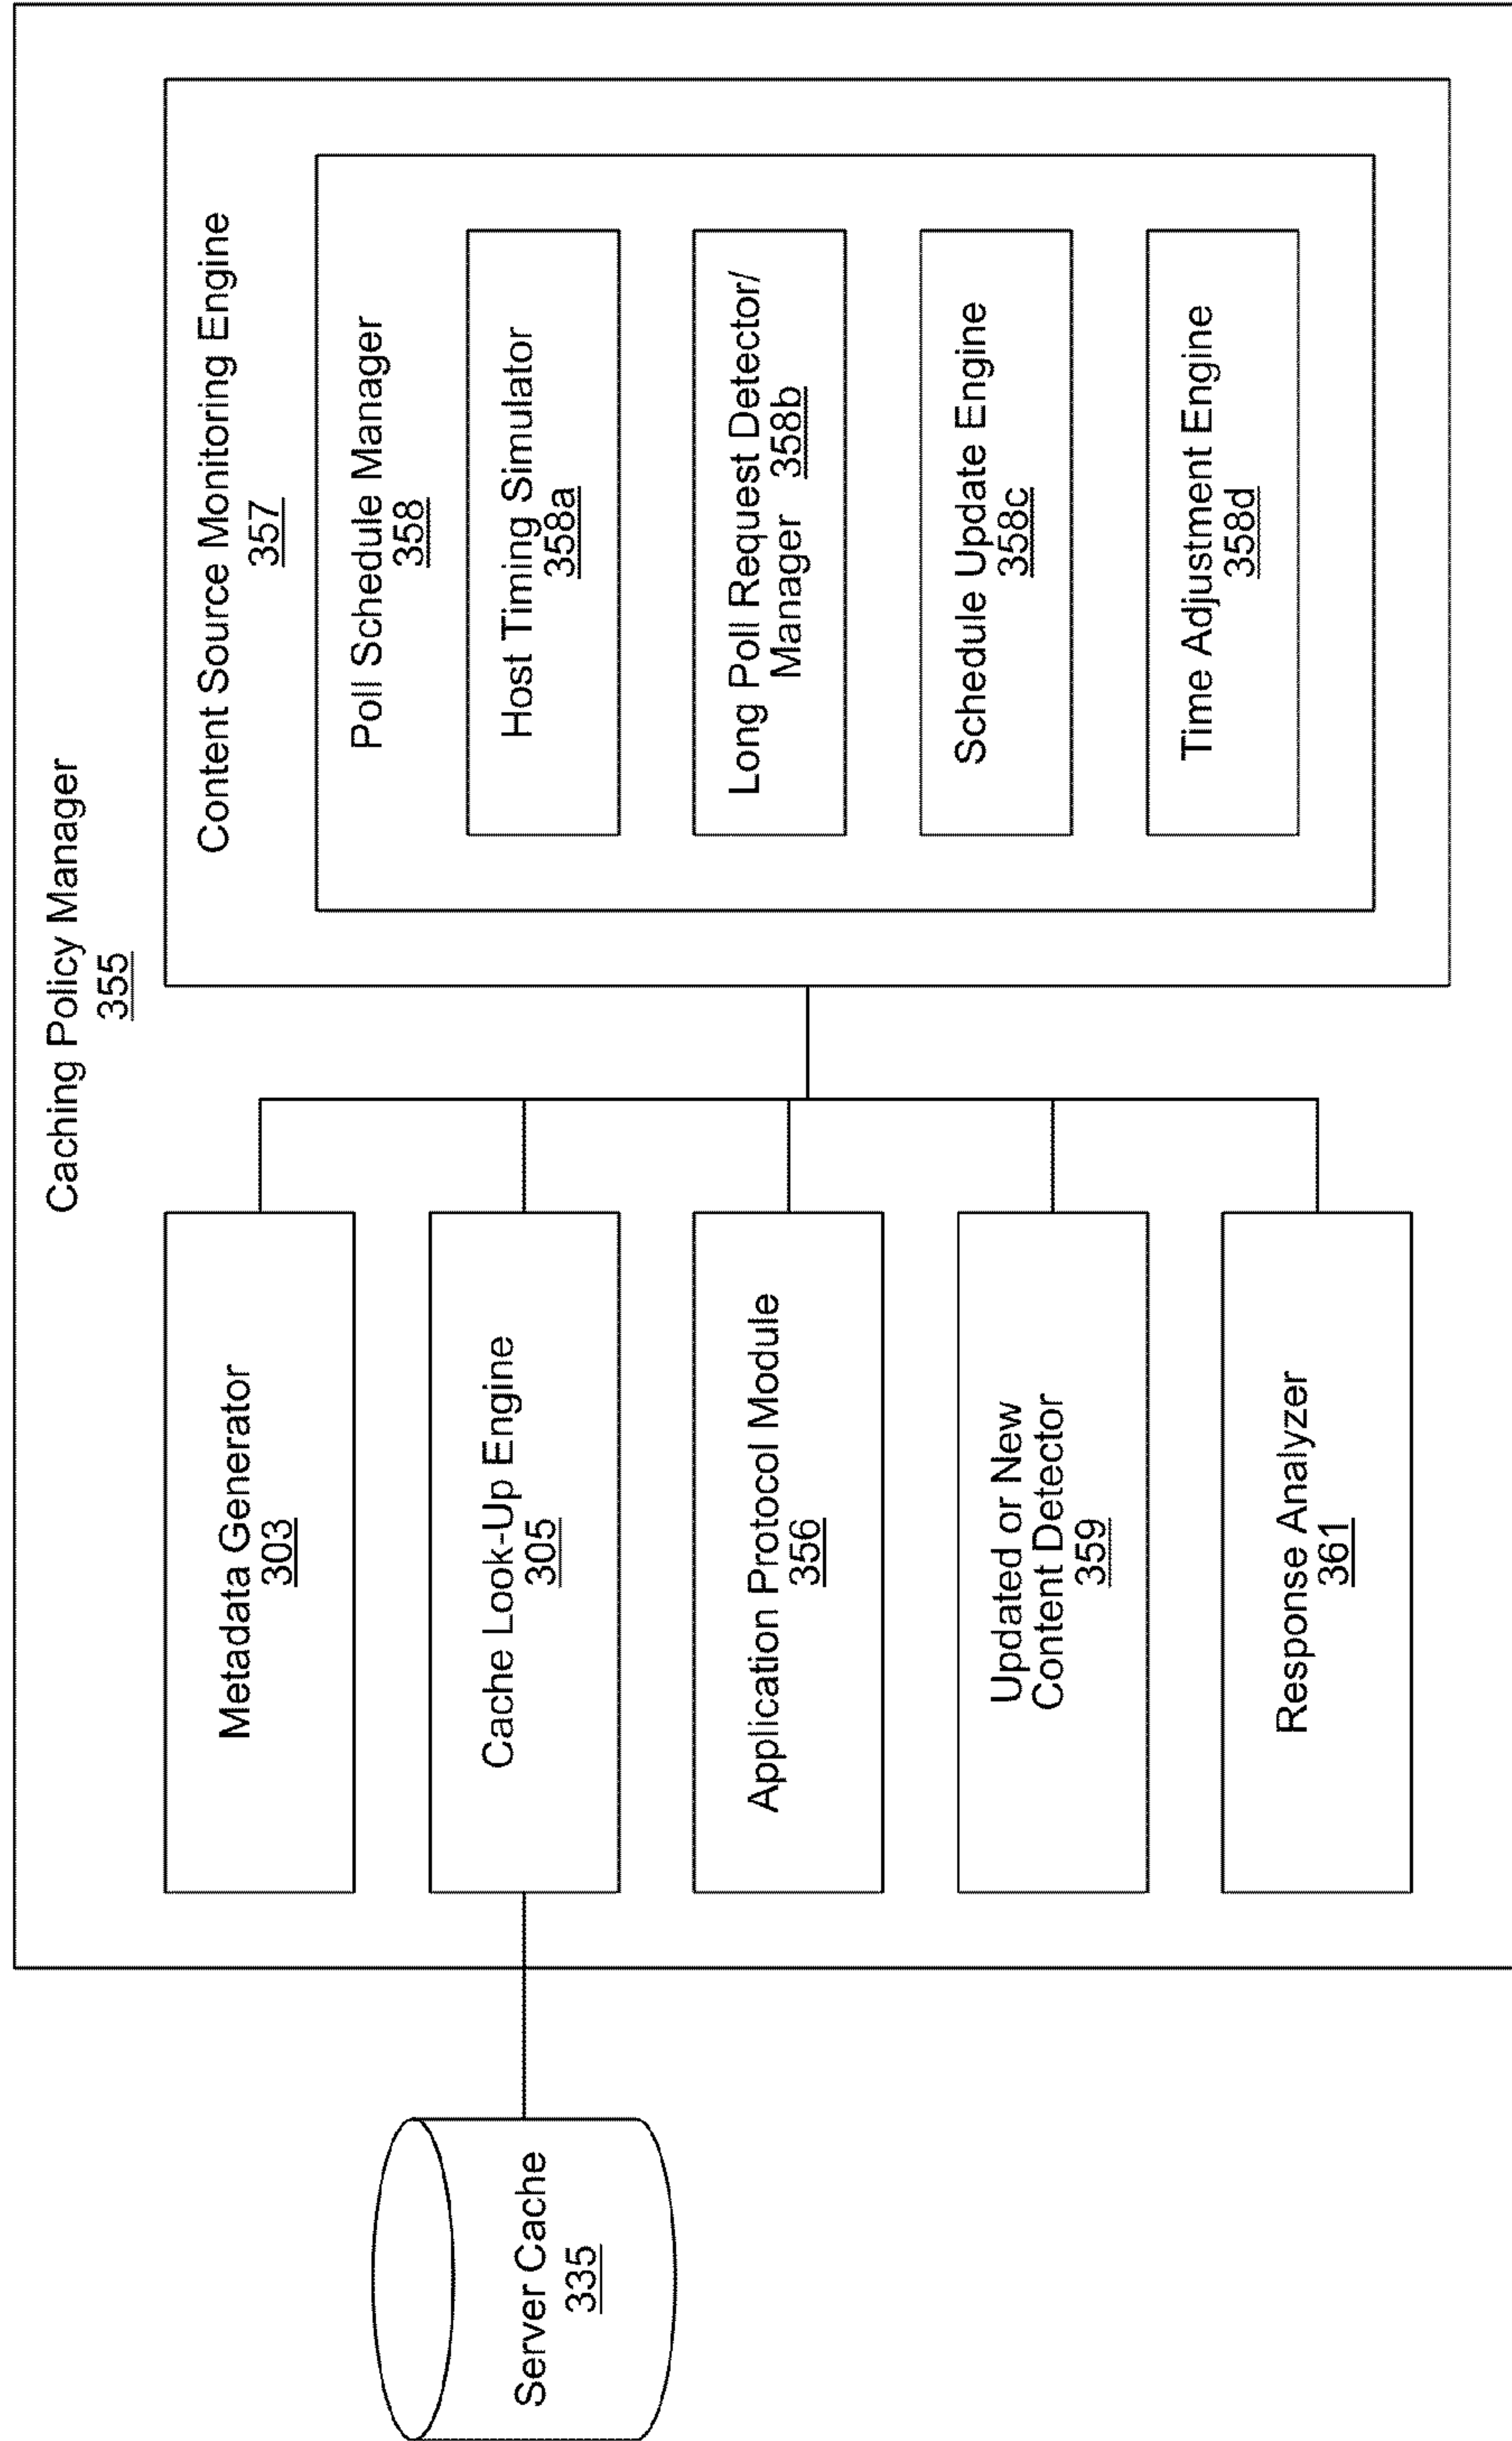 Caching Policy Manager
355
Server Cache
335
Metadata Generator
303
Cache Look-Up Engine
305
Application Protocol Module
356
Updated or New
Content Detector
359
Response Analyzer
361
Content Source Monitoring Engine
357
Poll Schedule Manager
358
Host Timing Simulator
358a
Long Poll Request Detector/
Manager 358b
Schedule Update Engine
358c
Time Adjustment Engine
358d